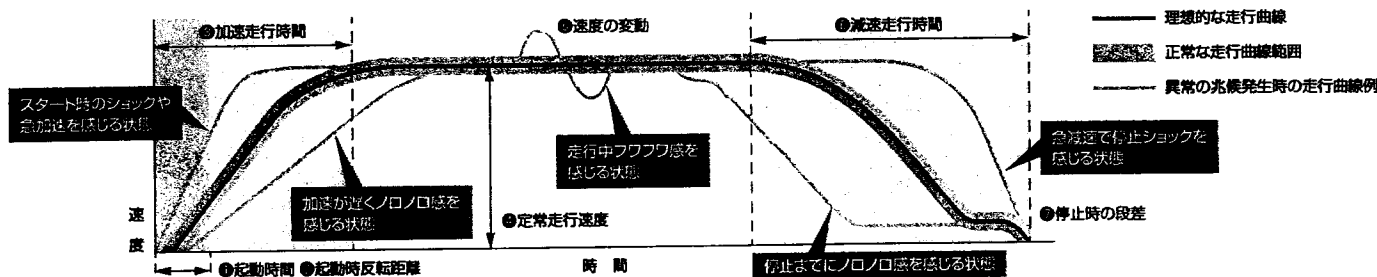 ❸加速走行時間
❺速度の変動
❻減速走行時間
理想的な走行曲線
正常な走行曲線範囲
異常の兆候発生時の走行曲線例
スタート時のショックや
急加速を感じる状態
走行中フワフワ感を
感じる状態
急減速で停止ショックを
感じる状態
加速が遅くノロノロ感を
感じる状態
❹定常走行速度
❼停止時の段差
速度
停止までにノロノロ感を感じる状態
❶起動時間 ❷起動時反転距離
時間